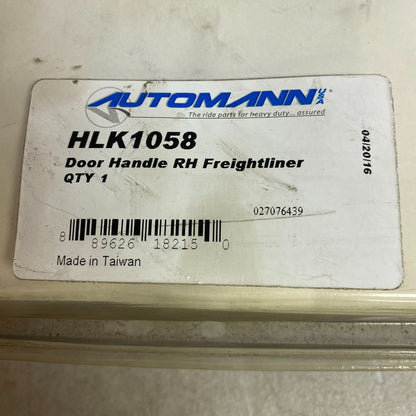 AUTOMANN USA
The ride parts for heavy duty... assured
HLK1058
Door Handle RH Freightliner
QTY 1
04/20/16
027076439
8 89626 18215 0
Made in Taiwan